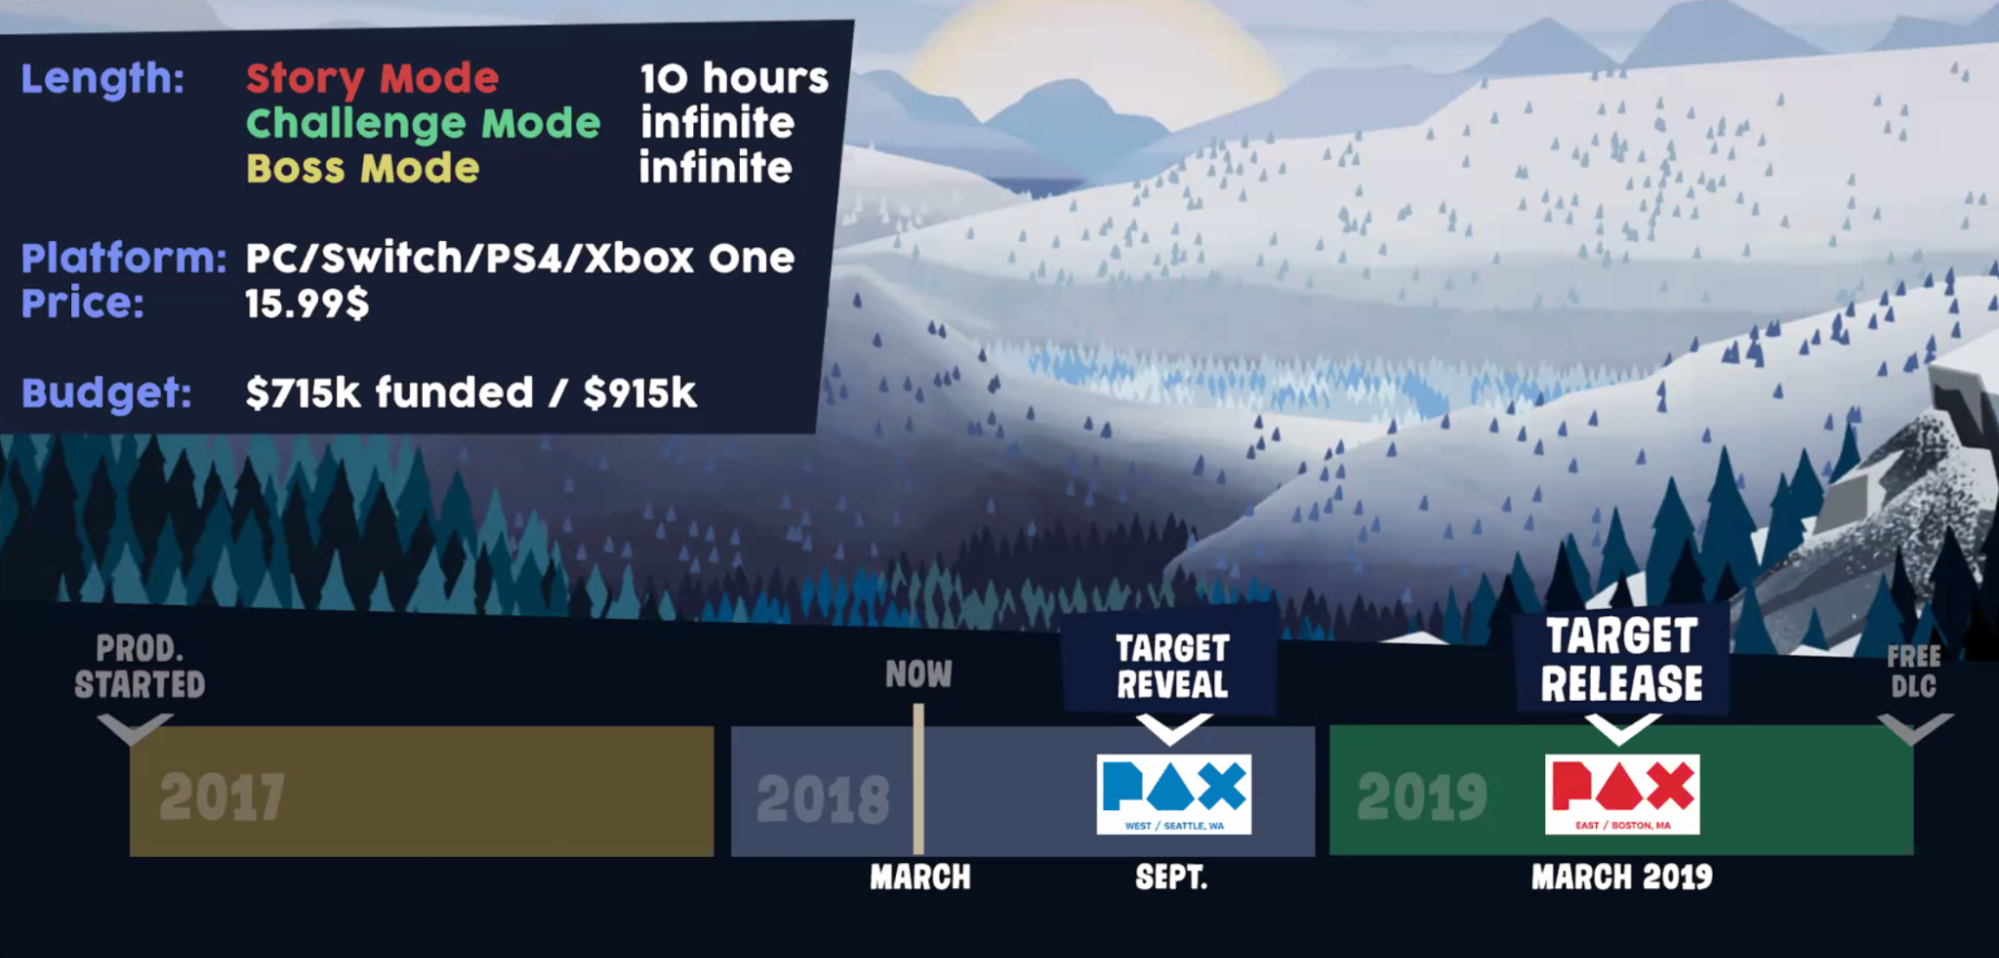 Length: Story Mode 10 hours
Challenge Mode infinite
Boss Mode infinite
Platform: PC/Switch/PS4/Xbox One
Price: 15.99$
Budget: $715k funded / $915k
PROD.
STARTED
NOW
TARGET
REVEAL
TARGET
RELEASE
FREE
DLC
2017
2018
PAX
WEST / SEATTLE, WA
2019
PAX
EAST / BOSTON, MA
MARCH
SEPT.
MARCH 2019